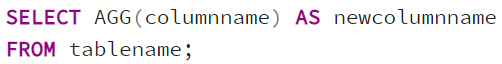 SELECT AGG(columnname) AS newcolumnname
FROM tablename;